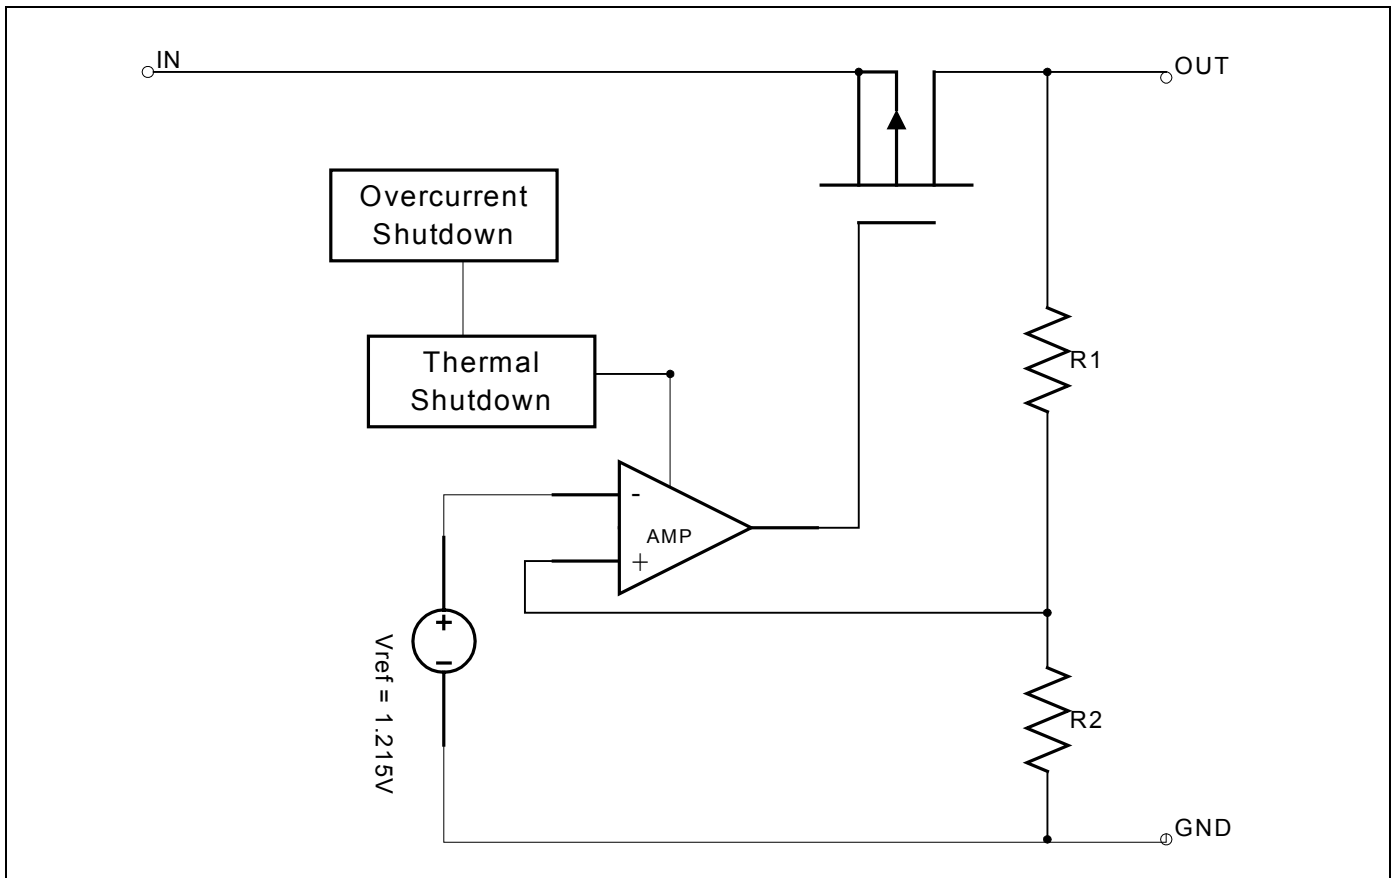 IN
OUT
Overcurrent
Shutdown
Thermal
Shutdown
R1
-
AMP
+
+
−
Vref = 1.215V
R2
GND